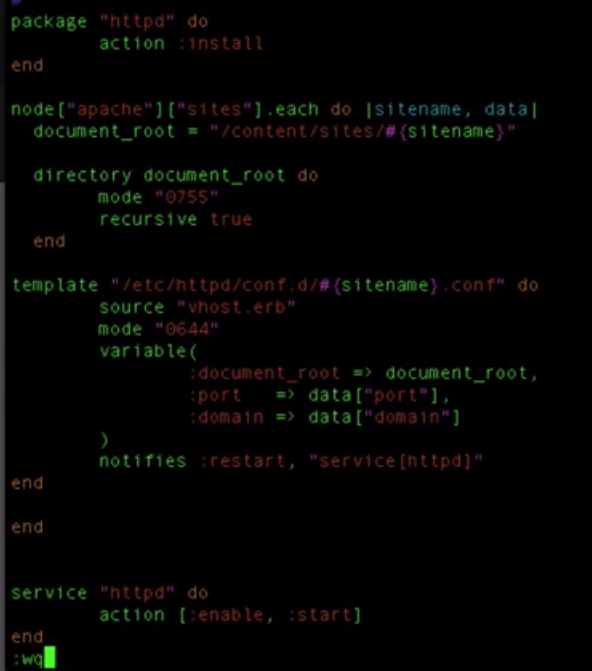 #
package "httpd" do
        action :install
end

node["apache"]["sites"].each do |sitename, data|
  document_root = "/content/sites/#{sitename}"

  directory document_root do
        mode "0755"
        recursive true
  end

template "/etc/httpd/conf.d/#{sitename}.conf" do
        source "vhost.erb"
        mode "0644"
        variable(
                :document_root => document_root,
                :port   => data["port"],
                :domain => data["domain"]
        )
        notifies :restart, "service[httpd]"
end

end


service "httpd" do
        action [:enable, :start]
end
:wq